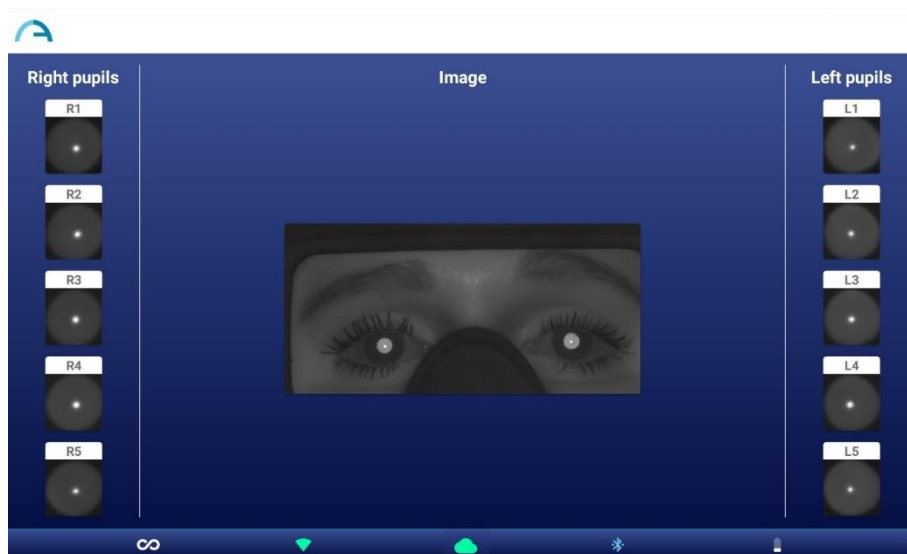 Right pupils
Image
Left pupils
R1
R2
R3
R4
R5
L1
L2
L3
L4
L5